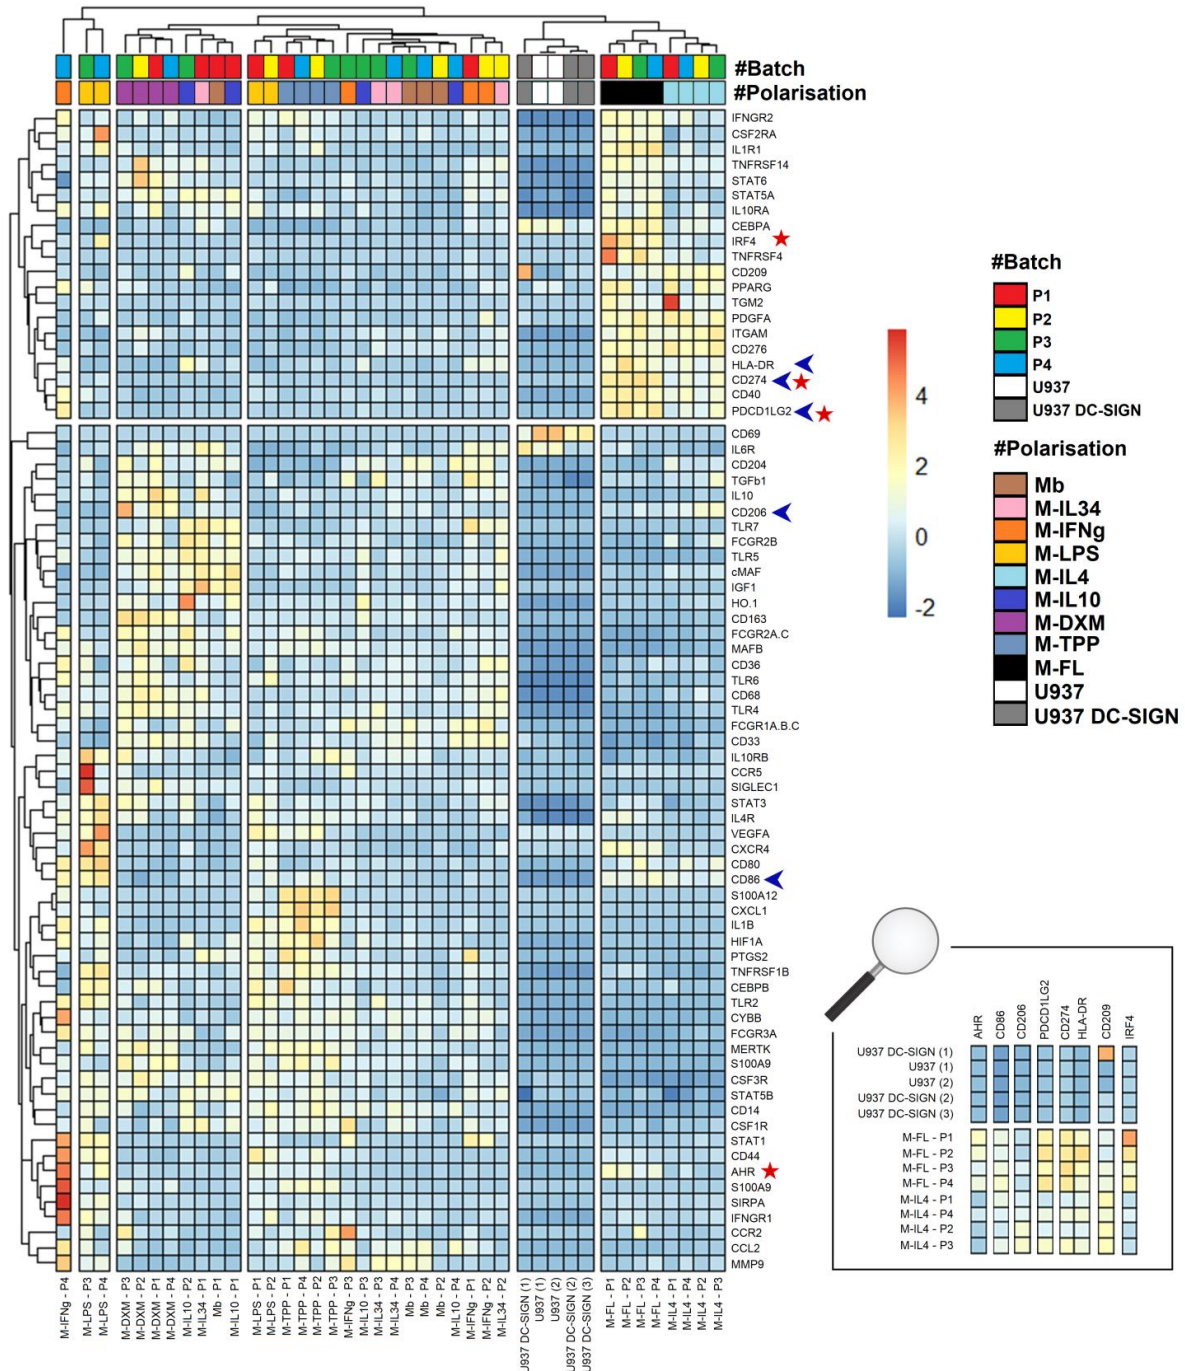 #Batch
#Polarisation
IFNGR2
CSF2RA
IL1R1
TNFRSF14
STAT6
STAT5A
IL10RA
CEBPA
IRF4
TNFRSF4
CD209
PPARG
TGM2
PDGFA
ITGAM
CD276
HLA-DR
CD274
CD40
PDCD1LG2
CD69
IL6R
CD204
TGFb1
IL10
CD206
TLR7
FCGR2B
TLR5
cMAF
IGF1
HO.1
CD163
FCGR2A.C
MAFB
CD36
TLR6
CD68
TLR4
FCGR1A.B.C
CD33
IL10RB
CCR5
SIGLEC1
STAT3
IL4R
VEGFA
CXCR4
CD80
CD86
S100A12
CXCL1
IL1B
HIF1A
PTGS2
TNFRSF1B
CEBPB
TLR2
CYBB
FCGR3A
MERTK
S100A9
CSF3R
STAT5B
CD14
CSF1R
STAT1
CD44
AHR
S100A9
SIRPA
IFNGR1
CCR2
CCL2
MMP9
M-IFNg - P4
M-LPS - P3
M-LPS - P4
M-DXM - P3
M-DXM - P2
M-DXM - P1
M-DXM - P4
M-IL10 - P2
M-IL34 - P1
Mb - P1
M-IL10 - P1
M-LPS - P1
M-LPS - P2
M-TPP - P1
M-TPP - P4
M-TPP - P2
M-TPP - P3
M-IFNg - P3
M-IL10 - P3
M-IL34 - P3
M-IL34 - P4
Mb - P3
Mb - P4
Mb - P2
M-IL10 - P4
M-IFNg - P1
M-IFNg - P2
M-IL34 - P2
U937 DC-SIGN (1)
U937 (1)
U937 (2)
U937 DC-SIGN (2)
U937 DC-SIGN (3)
M-FL - P1
M-FL - P2
M-FL - P3
M-FL - P4
M-IL4 - P1
M-IL4 - P4
M-IL4 - P2
M-IL4 - P3
4
2
0
-2
#Batch
P1
P2
P3
P4
U937
U937 DC-SIGN
#Polarisation
Mb
M-IL34
M-IFNg
M-LPS
M-IL4
M-IL10
M-DXM
M-TPP
M-FL
U937
U937 DC-SIGN
AHR
CD86
CD206
PDCD1LG2
CD274
HLA-DR
CD209
IRF4
U937 DC-SIGN (1)
U937 (1)
U937 (2)
U937 DC-SIGN (2)
U937 DC-SIGN (3)
M-FL - P1
M-FL - P2
M-FL - P3
M-FL - P4
M-IL4 - P1
M-IL4 - P4
M-IL4 - P2
M-IL4 - P3